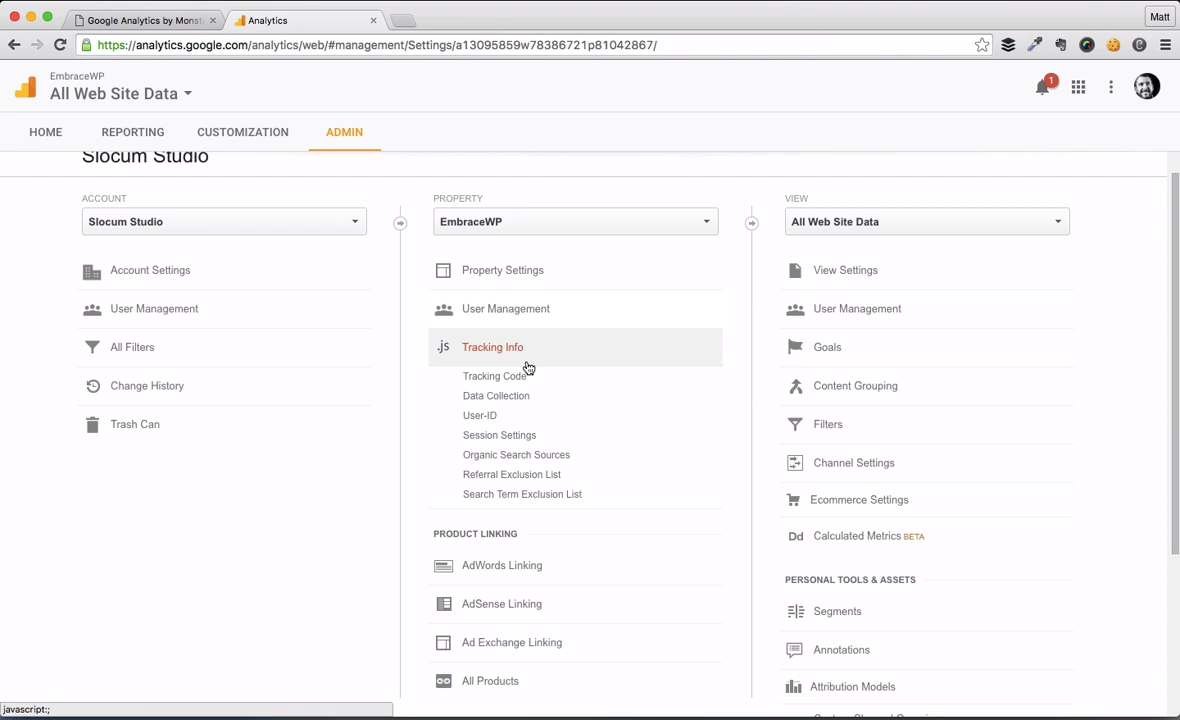 Google Analytics by Monst
Analytics
Matt
https://analytics.google.com/analytics/web/#management/Settings/a13095859w78386721p81042867/
EmbraceWP
All Web Site Data
1
HOME
REPORTING
CUSTOMIZATION
ADMIN
Slocum Studio
ACCOUNT
Slocum Studio
Account Settings
User Management
All Filters
Change History
Trash Can
PROPERTY
EmbraceWP
Property Settings
User Management
.js Tracking Info
Tracking Code
Data Collection
User-ID
Session Settings
Organic Search Sources
Referral Exclusion List
Search Term Exclusion List
PRODUCT LINKING
AdWords Linking
AdSense Linking
Ad Exchange Linking
All Products
VIEW
All Web Site Data
View Settings
User Management
Goals
Content Grouping
Filters
Channel Settings
Ecommerce Settings
Dd Calculated Metrics BETA
PERSONAL TOOLS & ASSETS
Segments
Annotations
Attribution Models
javascript:;